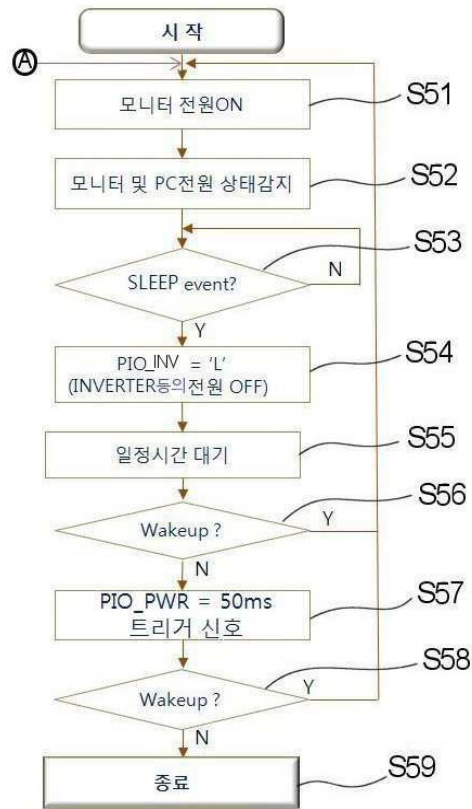 시 작
A
모니터 전원ON
S51
모니터 및 PC전원 상태감지
S52
S53
SLEEP event?
N
Y
PIO_INV = 'L'
(INVERTER등의전원 OFF)
S54
일정시간 대기
S55
S56
Wakeup ?
Y
N
PIO_PWR = 50ms
트리거 신호
S57
S58
Wakeup ?
Y
N
종료
S59